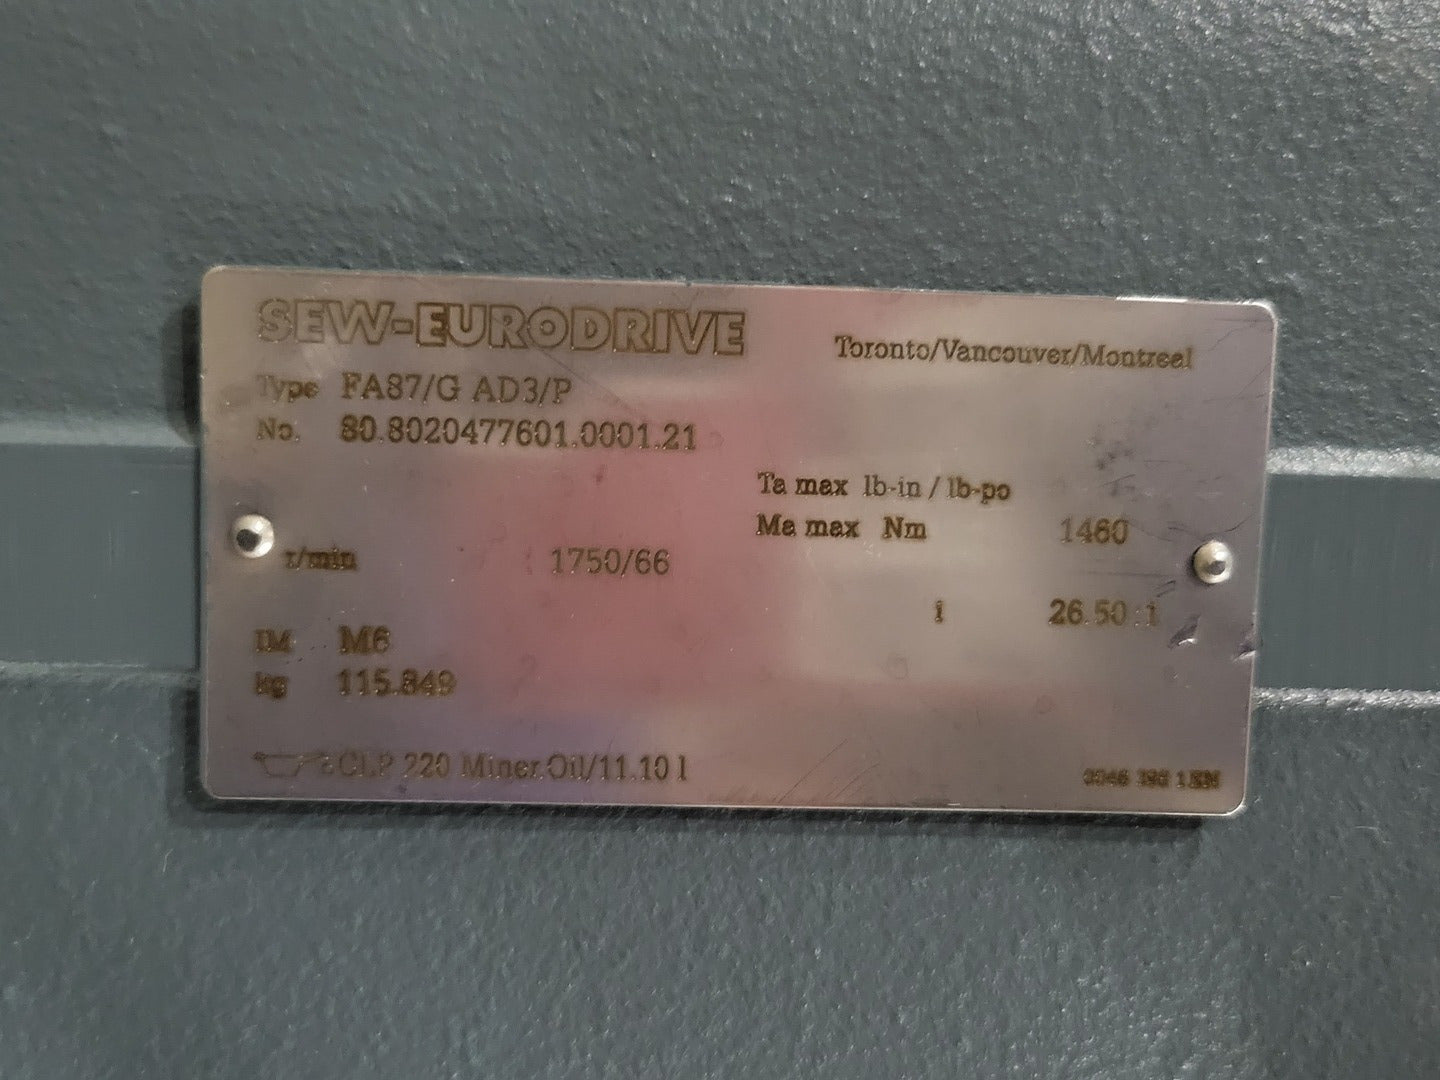 SEW-EURODRIVE
Toronto/Vancouver/Montreal
Type FA87/G AD3/P
No. 80.8020477601.0001.21
Ta max lb-in / lb-po
Ma max Nm 1460
r/min 1750/66
i 26.50 :1
IM M6
kg 115.849
CLP 220 Miner.Oil/11.10 l